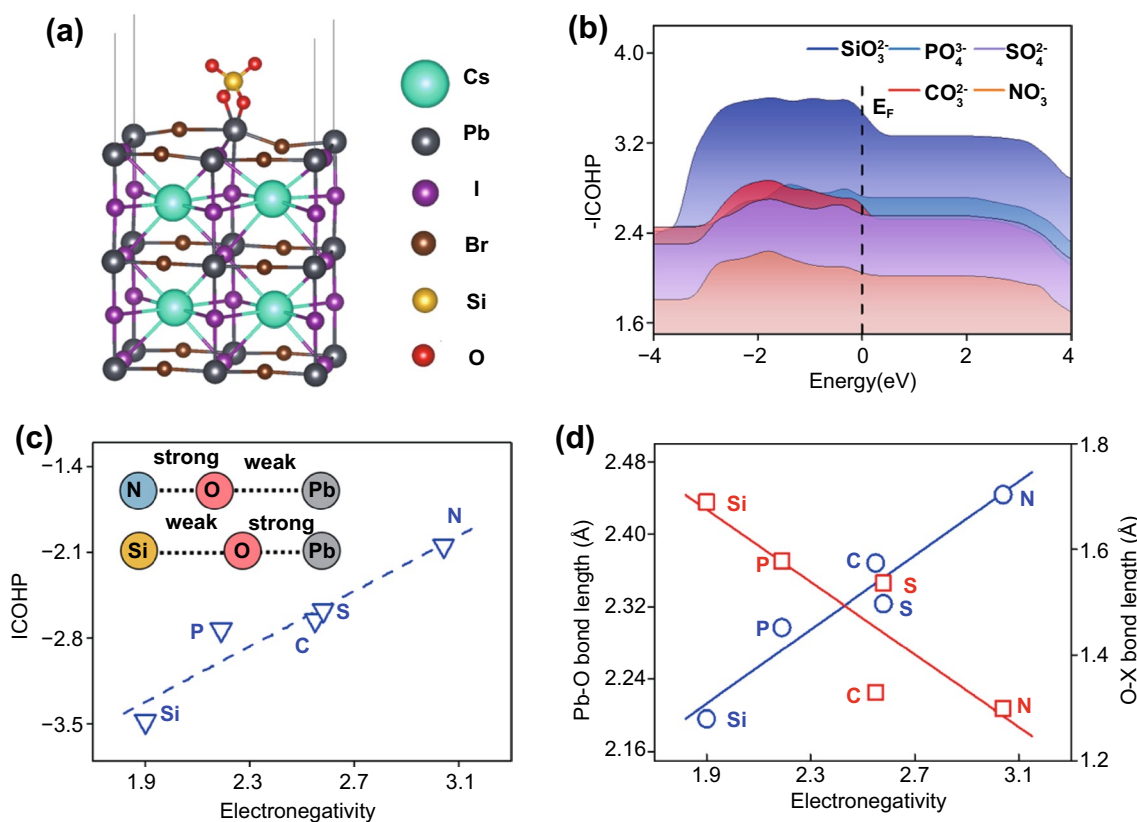 (a)
Cs
Pb
I
Br
Si
O
(b)
4.0
3.2
2.4
1.6
-ICOHP
SiO₃²⁻ PO₄³⁻ SO₄²⁻
CO₃²⁻ NO₃⁻
E_F
−4 −2 0 2 4
Energy(eV)
(c)
−1.4
−2.1
−2.8
−3.5
ICOHP
strong weak
N O Pb
weak strong
Si O Pb
N
S
P
C
Si
1.9 2.3 2.7 3.1
Electronegativity
(d)
2.48
2.40
2.32
2.24
2.16
Pb-O bond length (Å)
1.8
1.6
1.4
1.2
O-X bond length (Å)
Si
N
P
C
S
P
S
C
N
Si
1.9 2.3 2.7 3.1
Electronegativity